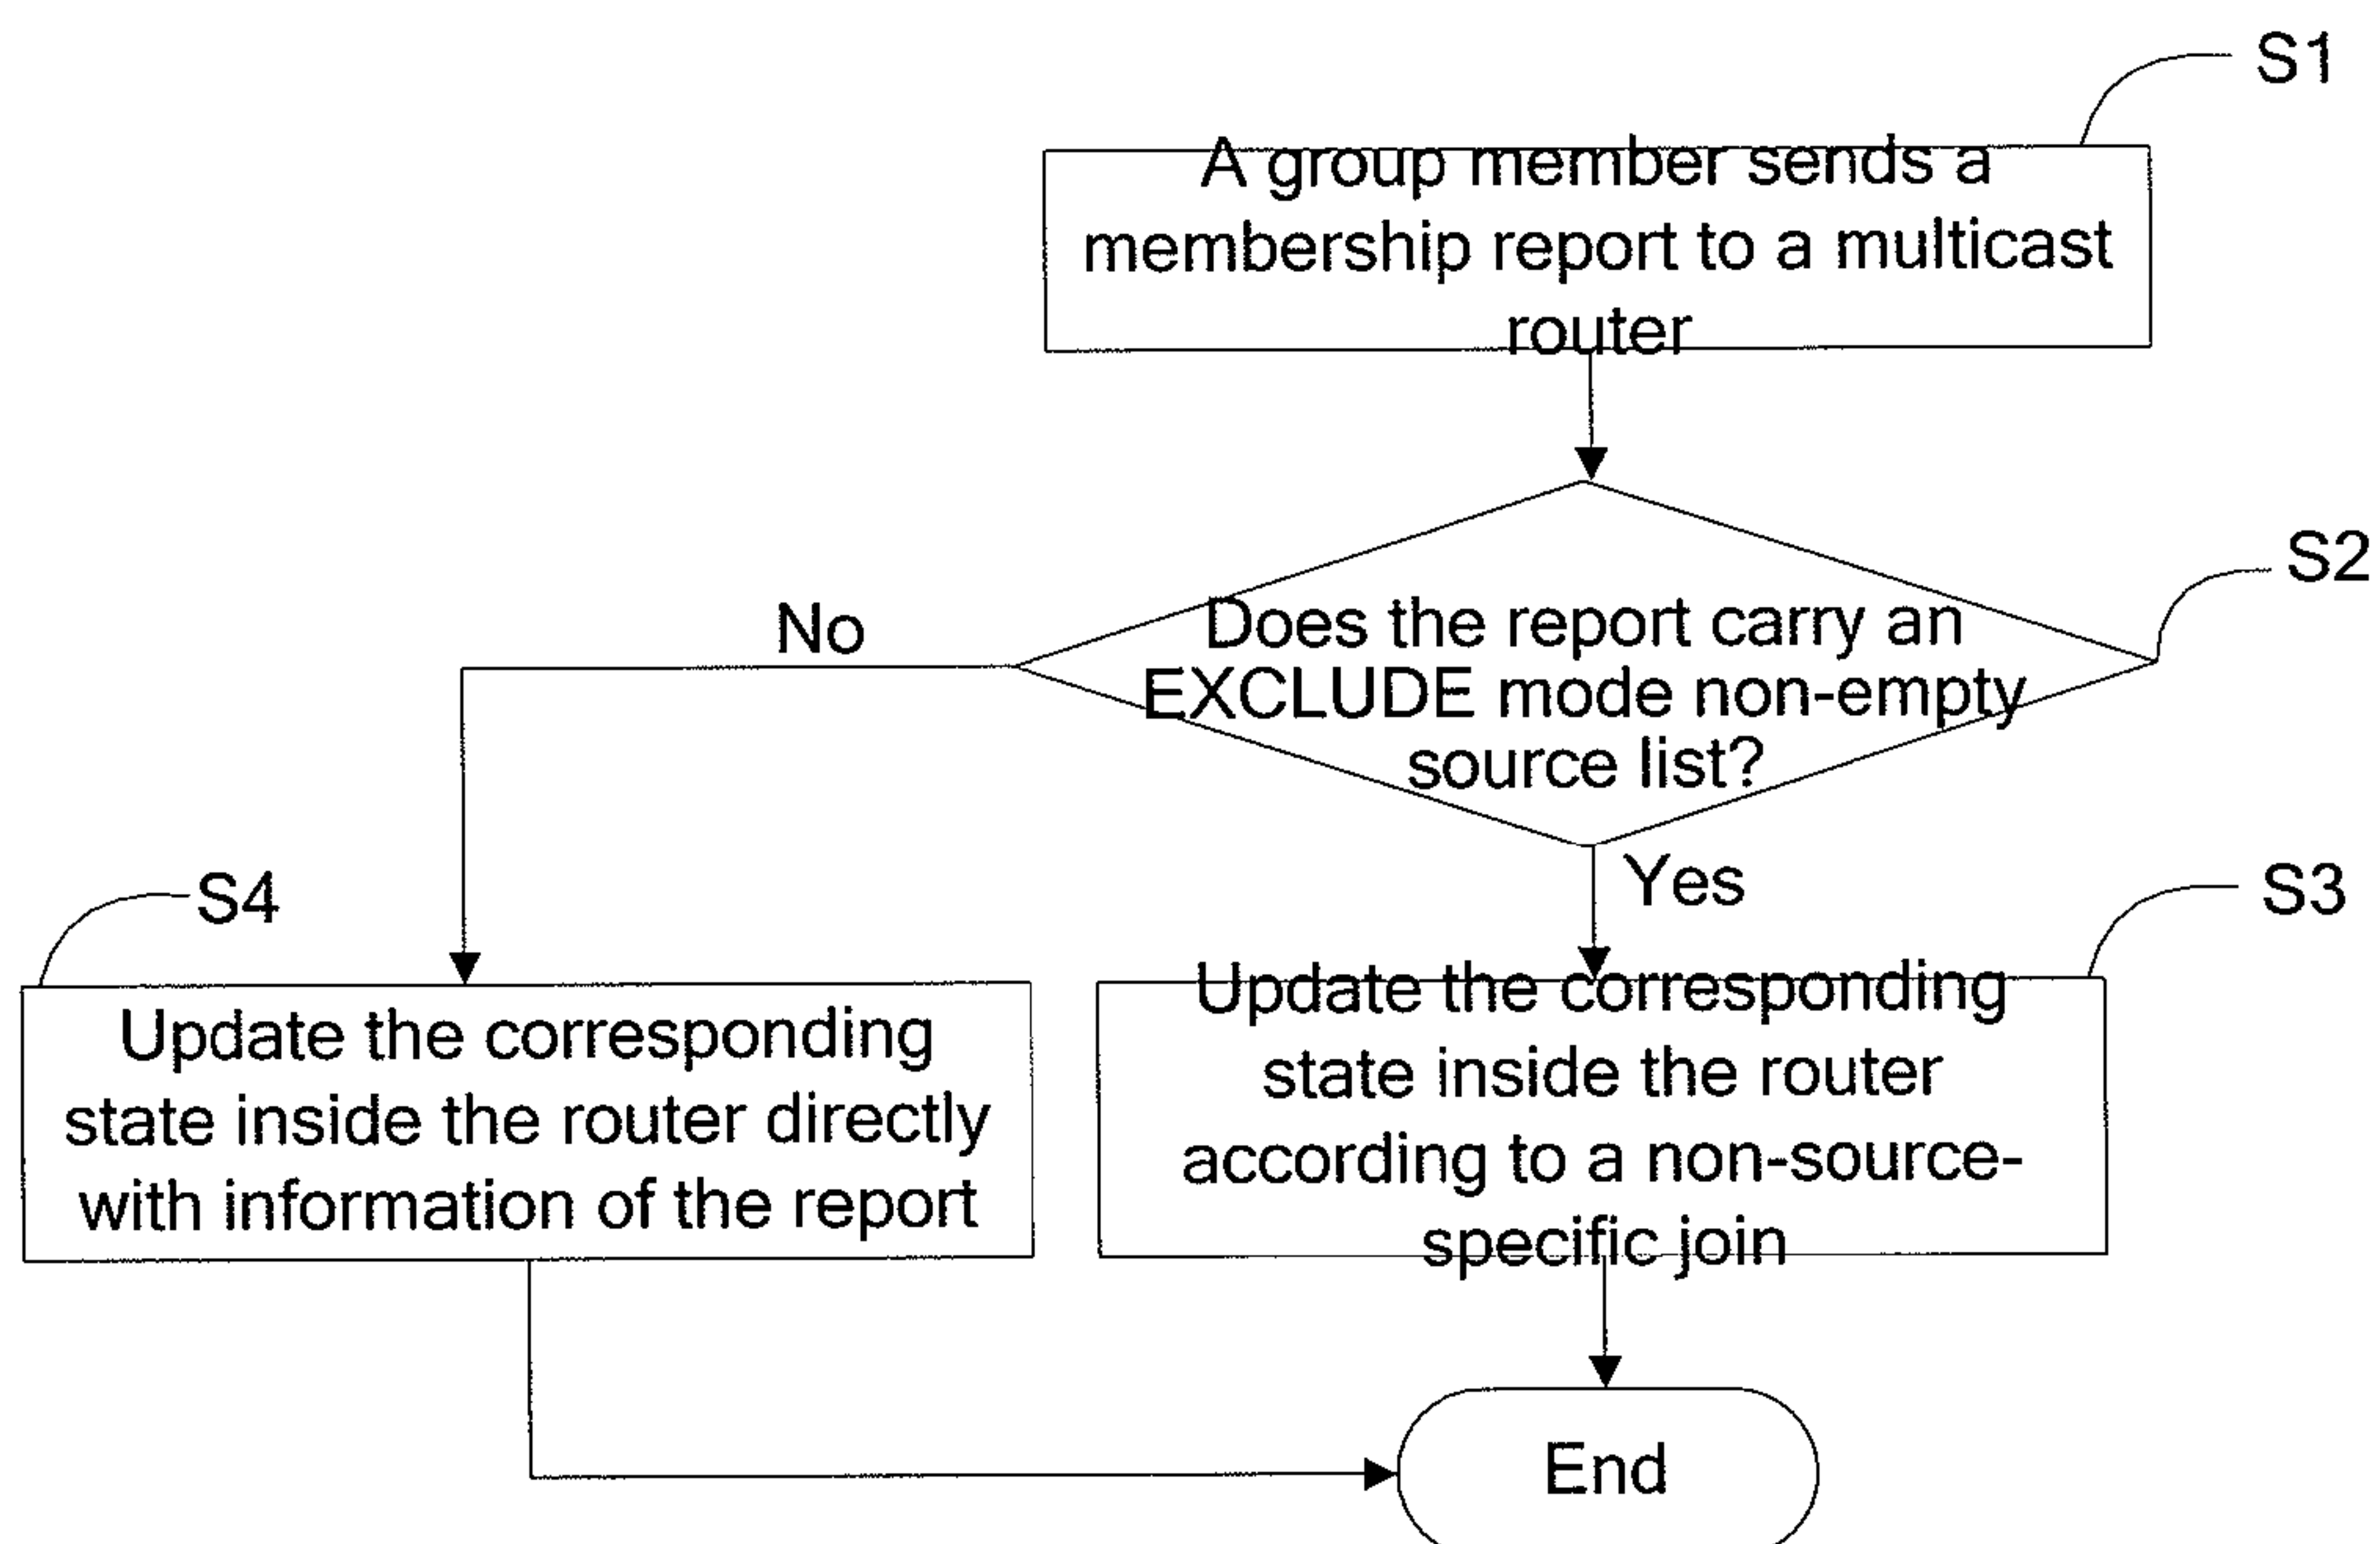 S1
A group member sends a
membership report to a multicast
router
S2
Does the report carry an
EXCLUDE mode non-empty
source list?
No
Yes
S4
S3
Update the corresponding
state inside the router directly
with information of the report
Update the corresponding
state inside the router
according to a non-source-
specific join
End